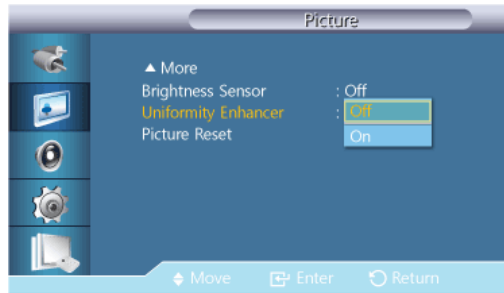 Picture
▲ More
Brightness Sensor : Off
Uniformity Enhancer : Off
Picture Reset On
Move Enter Return